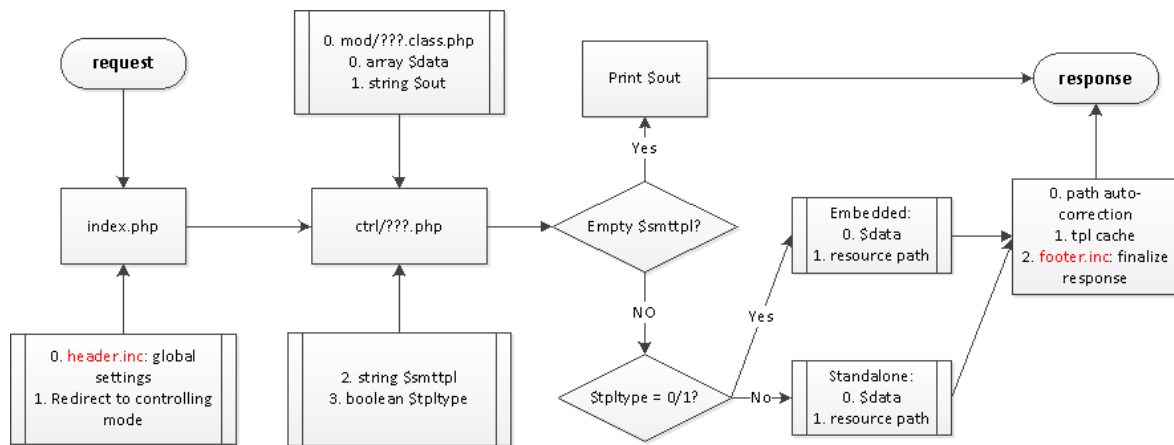 request
index.php
0. header.inc: global
settings
1. Redirect to controlling
mode
0. mod/???.class.php
0. array $data
1. string $out
ctrl/???.php
2. string $smttpl
3. boolean $tpltype
Print $out
Yes
Empty $smttpl?
NO
$tpltype = 0/1?
Yes
No
Embedded:
0. $data
1. resource path
Standalone:
0. $data
1. resource path
response
0. path auto-
correction
1. tpl cache
2. footer.inc: finalize
response